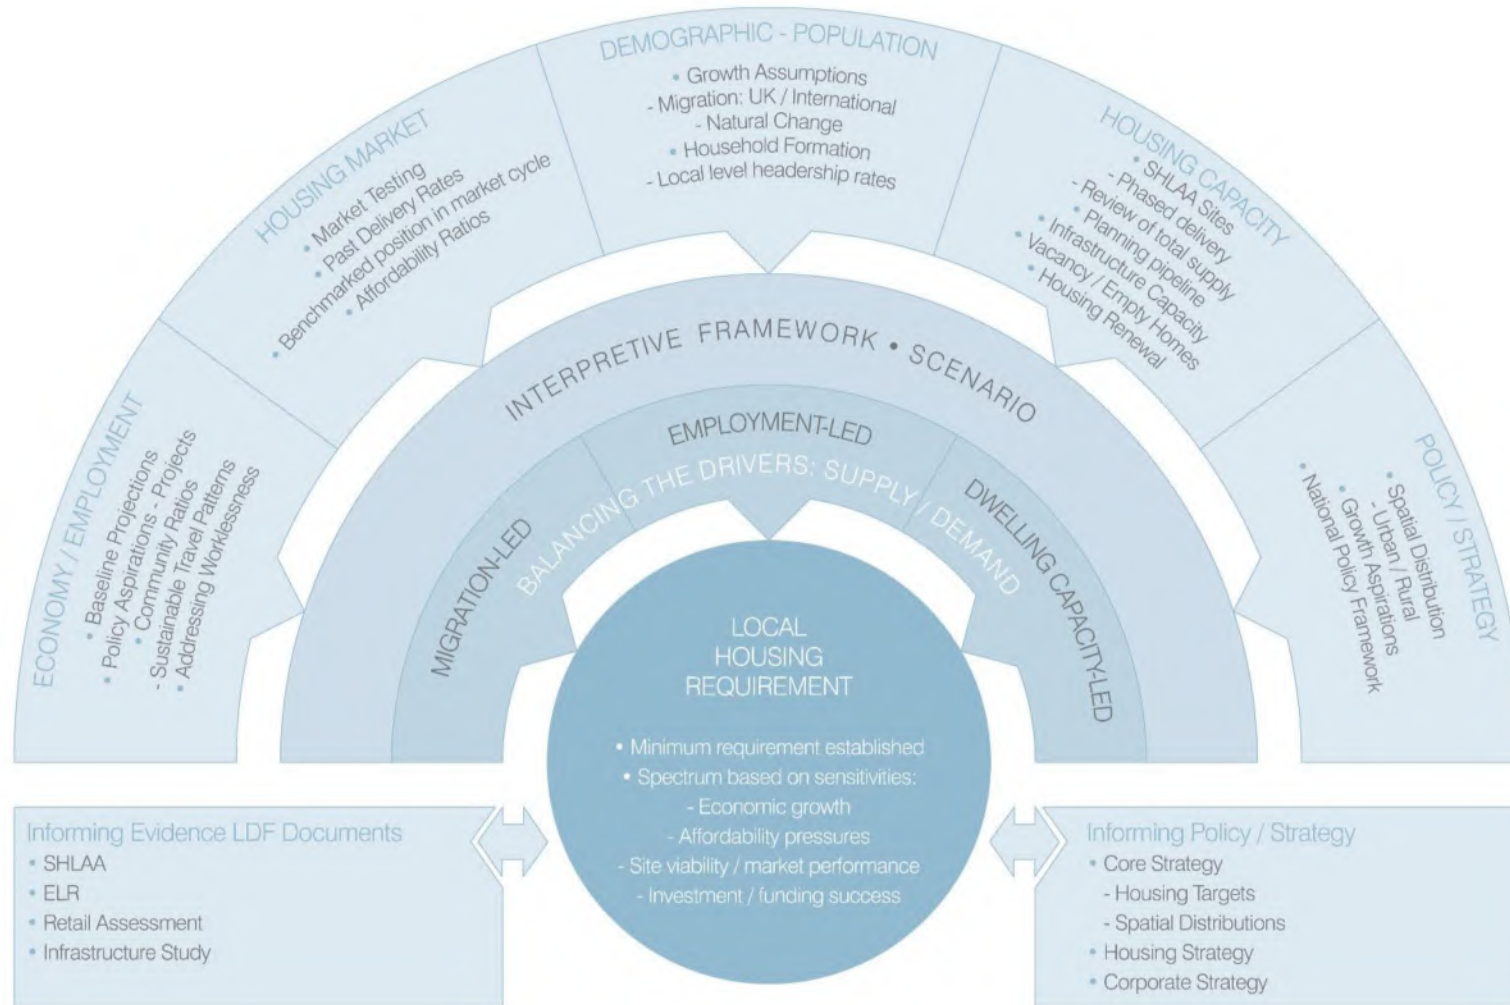 DEMOGRAPHIC - POPULATION
• Growth Assumptions
- Migration: UK / International
- Natural Change
• Household Formation
- Local level headership rates
HOUSING MARKET
• Market Testing
• Past Delivery Rates
• Benchmarked position in market cycle
• Affordability Ratios
HOUSING CAPACITY
• SHLAA Sites
- Phased delivery
- Review of total supply
• Planning pipeline
• Infrastructure Capacity
• Vacancy / Empty Homes
• Housing Renewal
ECONOMY / EMPLOYMENT
• Baseline Projections
• Policy Aspirations - Projects
• Community Ratios
- Sustainable Travel Patterns
• Addressing Worklessness
POLICY / STRATEGY
• Spatial Distribution
- Urban / Rural
• Growth Aspirations
• National Policy Framework
INTERPRETIVE FRAMEWORK • SCENARIO
MIGRATION-LED
EMPLOYMENT-LED
DWELLING CAPACITY-LED
BALANCING THE DRIVERS: SUPPLY / DEMAND
LOCAL
HOUSING
REQUIREMENT
• Minimum requirement established
• Spectrum based on sensitivities:
- Economic growth
- Affordability pressures
- Site viability / market performance
- Investment / funding success
Informing Evidence LDF Documents
• SHLAA
• ELR
• Retail Assessment
• Infrastructure Study
Informing Policy / Strategy
• Core Strategy
- Housing Targets
- Spatial Distributions
• Housing Strategy
• Corporate Strategy